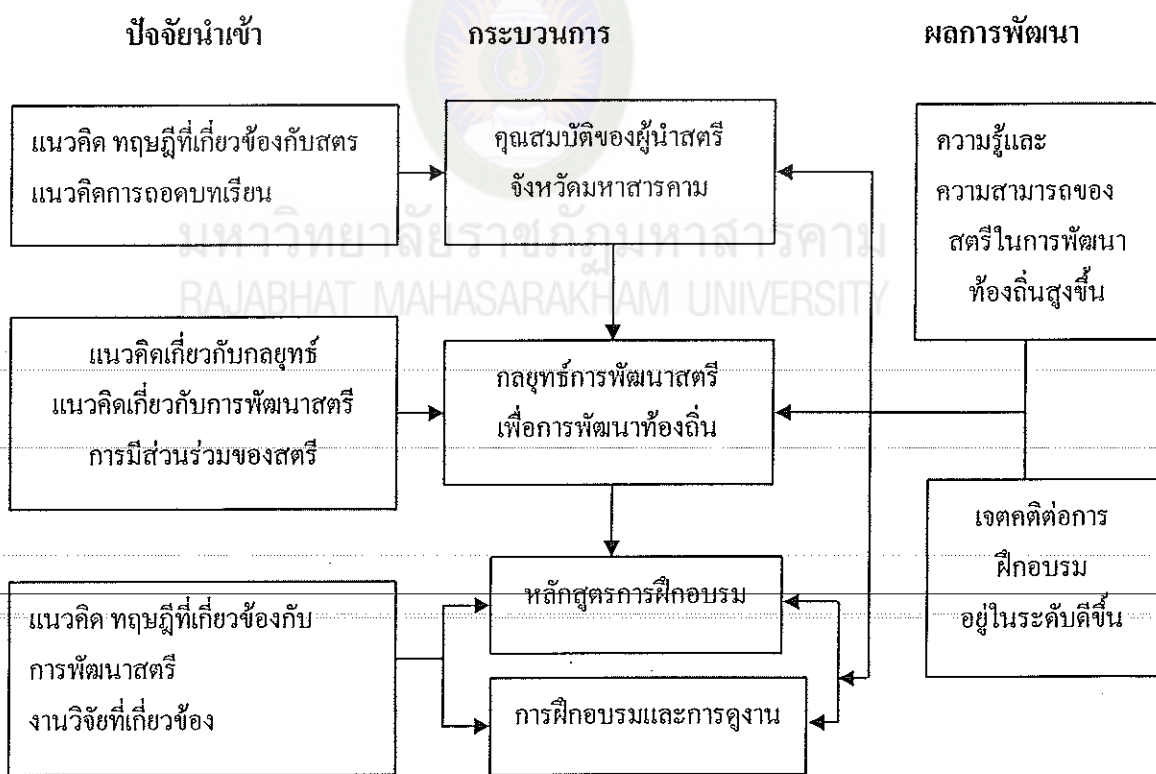 ปัจจัยนำเข้า
กระบวนการ
ผลการพัฒนา
แนวคิด ทฤษฎีที่เกี่ยวข้องกับสตร
แนวคิดการถอดบทเรียน
คุณสมบัติของผู้นำสตรี
จังหวัดมหาสารคาม
ความรู้และ
ความสามารถของ
สตรีในการพัฒนา
ท้องถิ่นสูงขึ้น
มหาวิทยาลัยราชภัฏมหาสารคาม
RAJABHAT MAHASARAKHAM UNIVERSITY
แนวคิดเกี่ยวกับกลยุทธ์
แนวคิดเกี่ยวกับการพัฒนาสตรี
การมีส่วนร่วมของสตรี
กลยุทธ์การพัฒนาสตรี
เพื่อการพัฒนาท้องถิ่น
เจตคติต่อการ
ฝึกอบรม
อยู่ในระดับดีขึ้น
แนวคิด ทฤษฎีที่เกี่ยวข้องกับ
การพัฒนาสตรี
งานวิจัยที่เกี่ยวข้อง
หลักสูตรการฝึกอบรม
การฝึกอบรมและการดูงาน